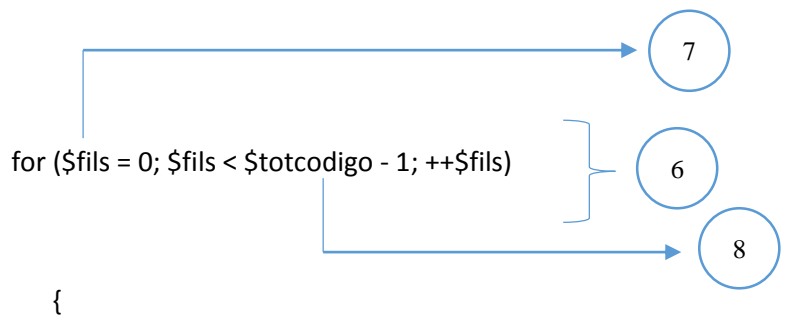 7
for ($fils = 0; $fils < $totcodigo - 1; ++$fils)
6
8
{